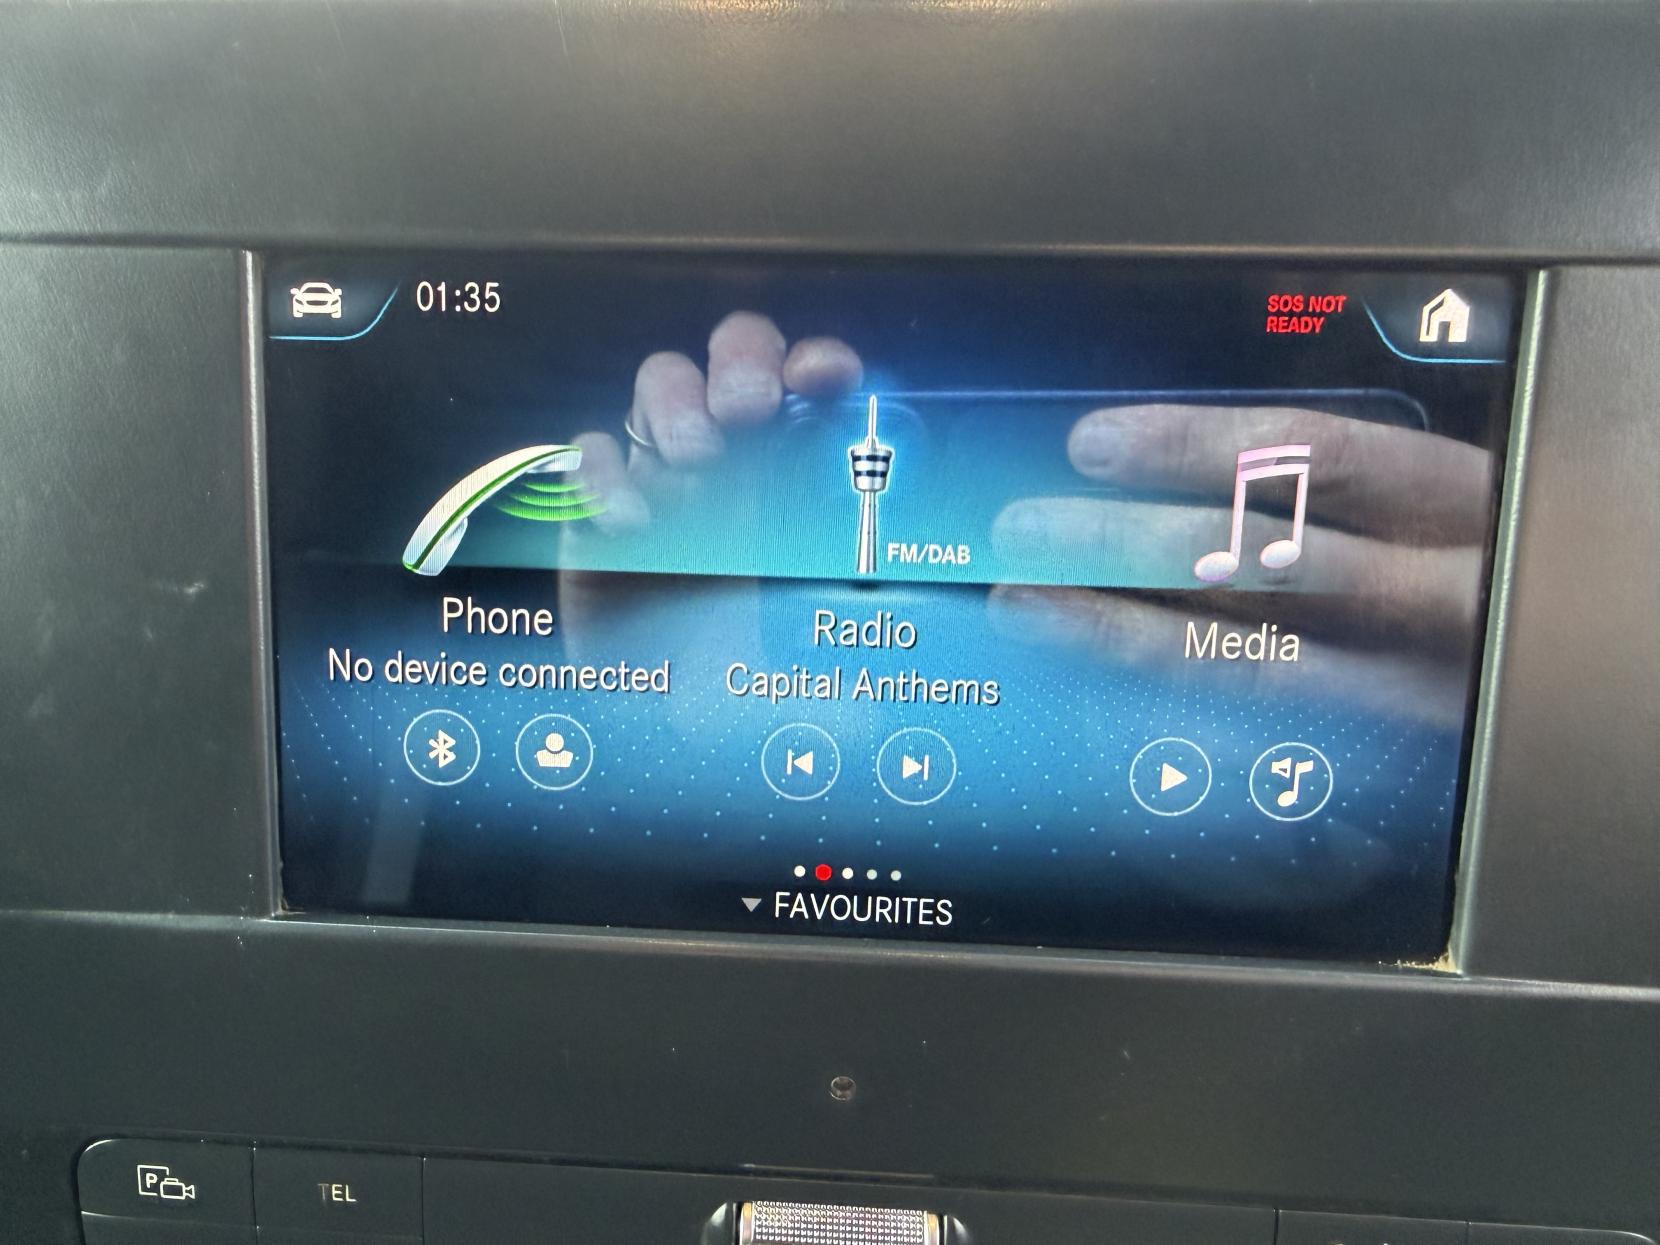 01:35
SOS NOT
READY
FM/DAB
Phone
No device connected
Radio
Capital Anthems
Media
FAVOURITES
P
TEL